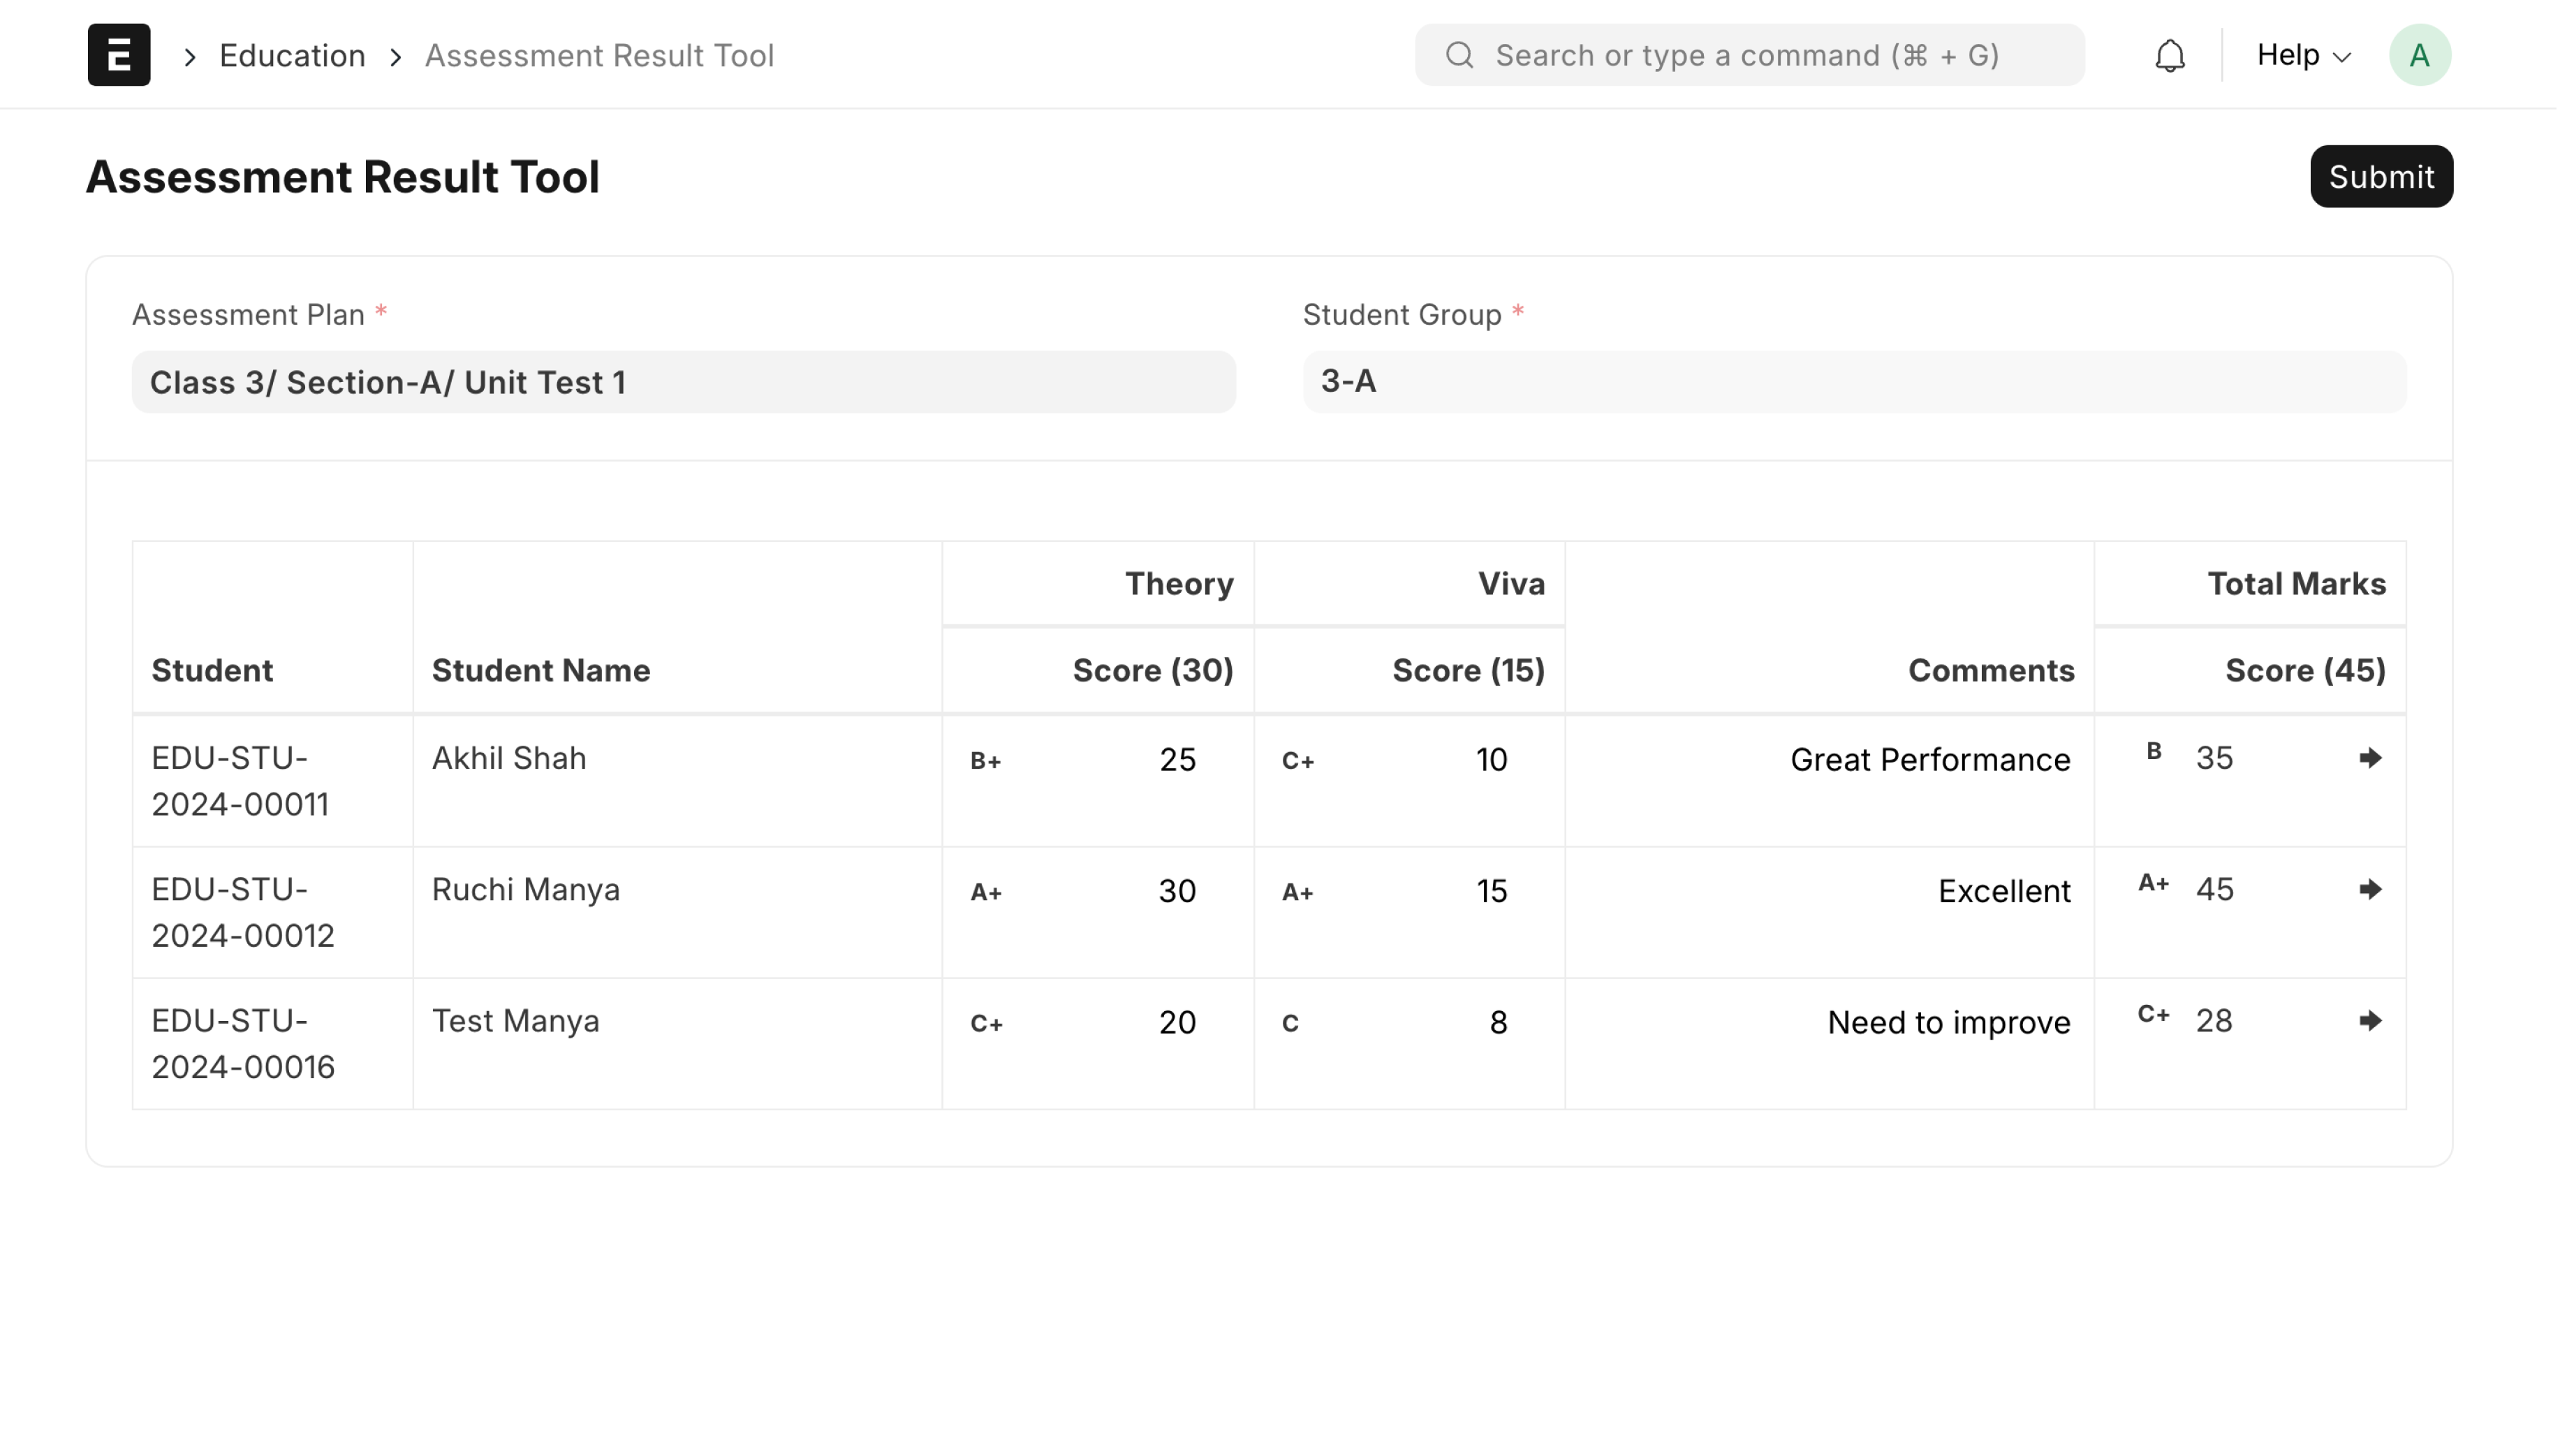 E
Education
Assessment Result Tool
Search or type a command (⌘ + G)
Help
A
Assessment Result Tool
Submit
Assessment Plan *
Student Group *
Class 3/ Section-A/ Unit Test 1
3-A
Theory
Viva
Total Marks
Student
Student Name
Score (30)
Score (15)
Comments
Score (45)
EDU-STU-
2024-00011
Akhil Shah
B+
25
C+
10
Great Performance
B
35
EDU-STU-
2024-00012
Ruchi Manya
A+
30
A+
15
Excellent
A+
45
EDU-STU-
2024-00016
Test Manya
C+
20
C
8
Need to improve
C+
28